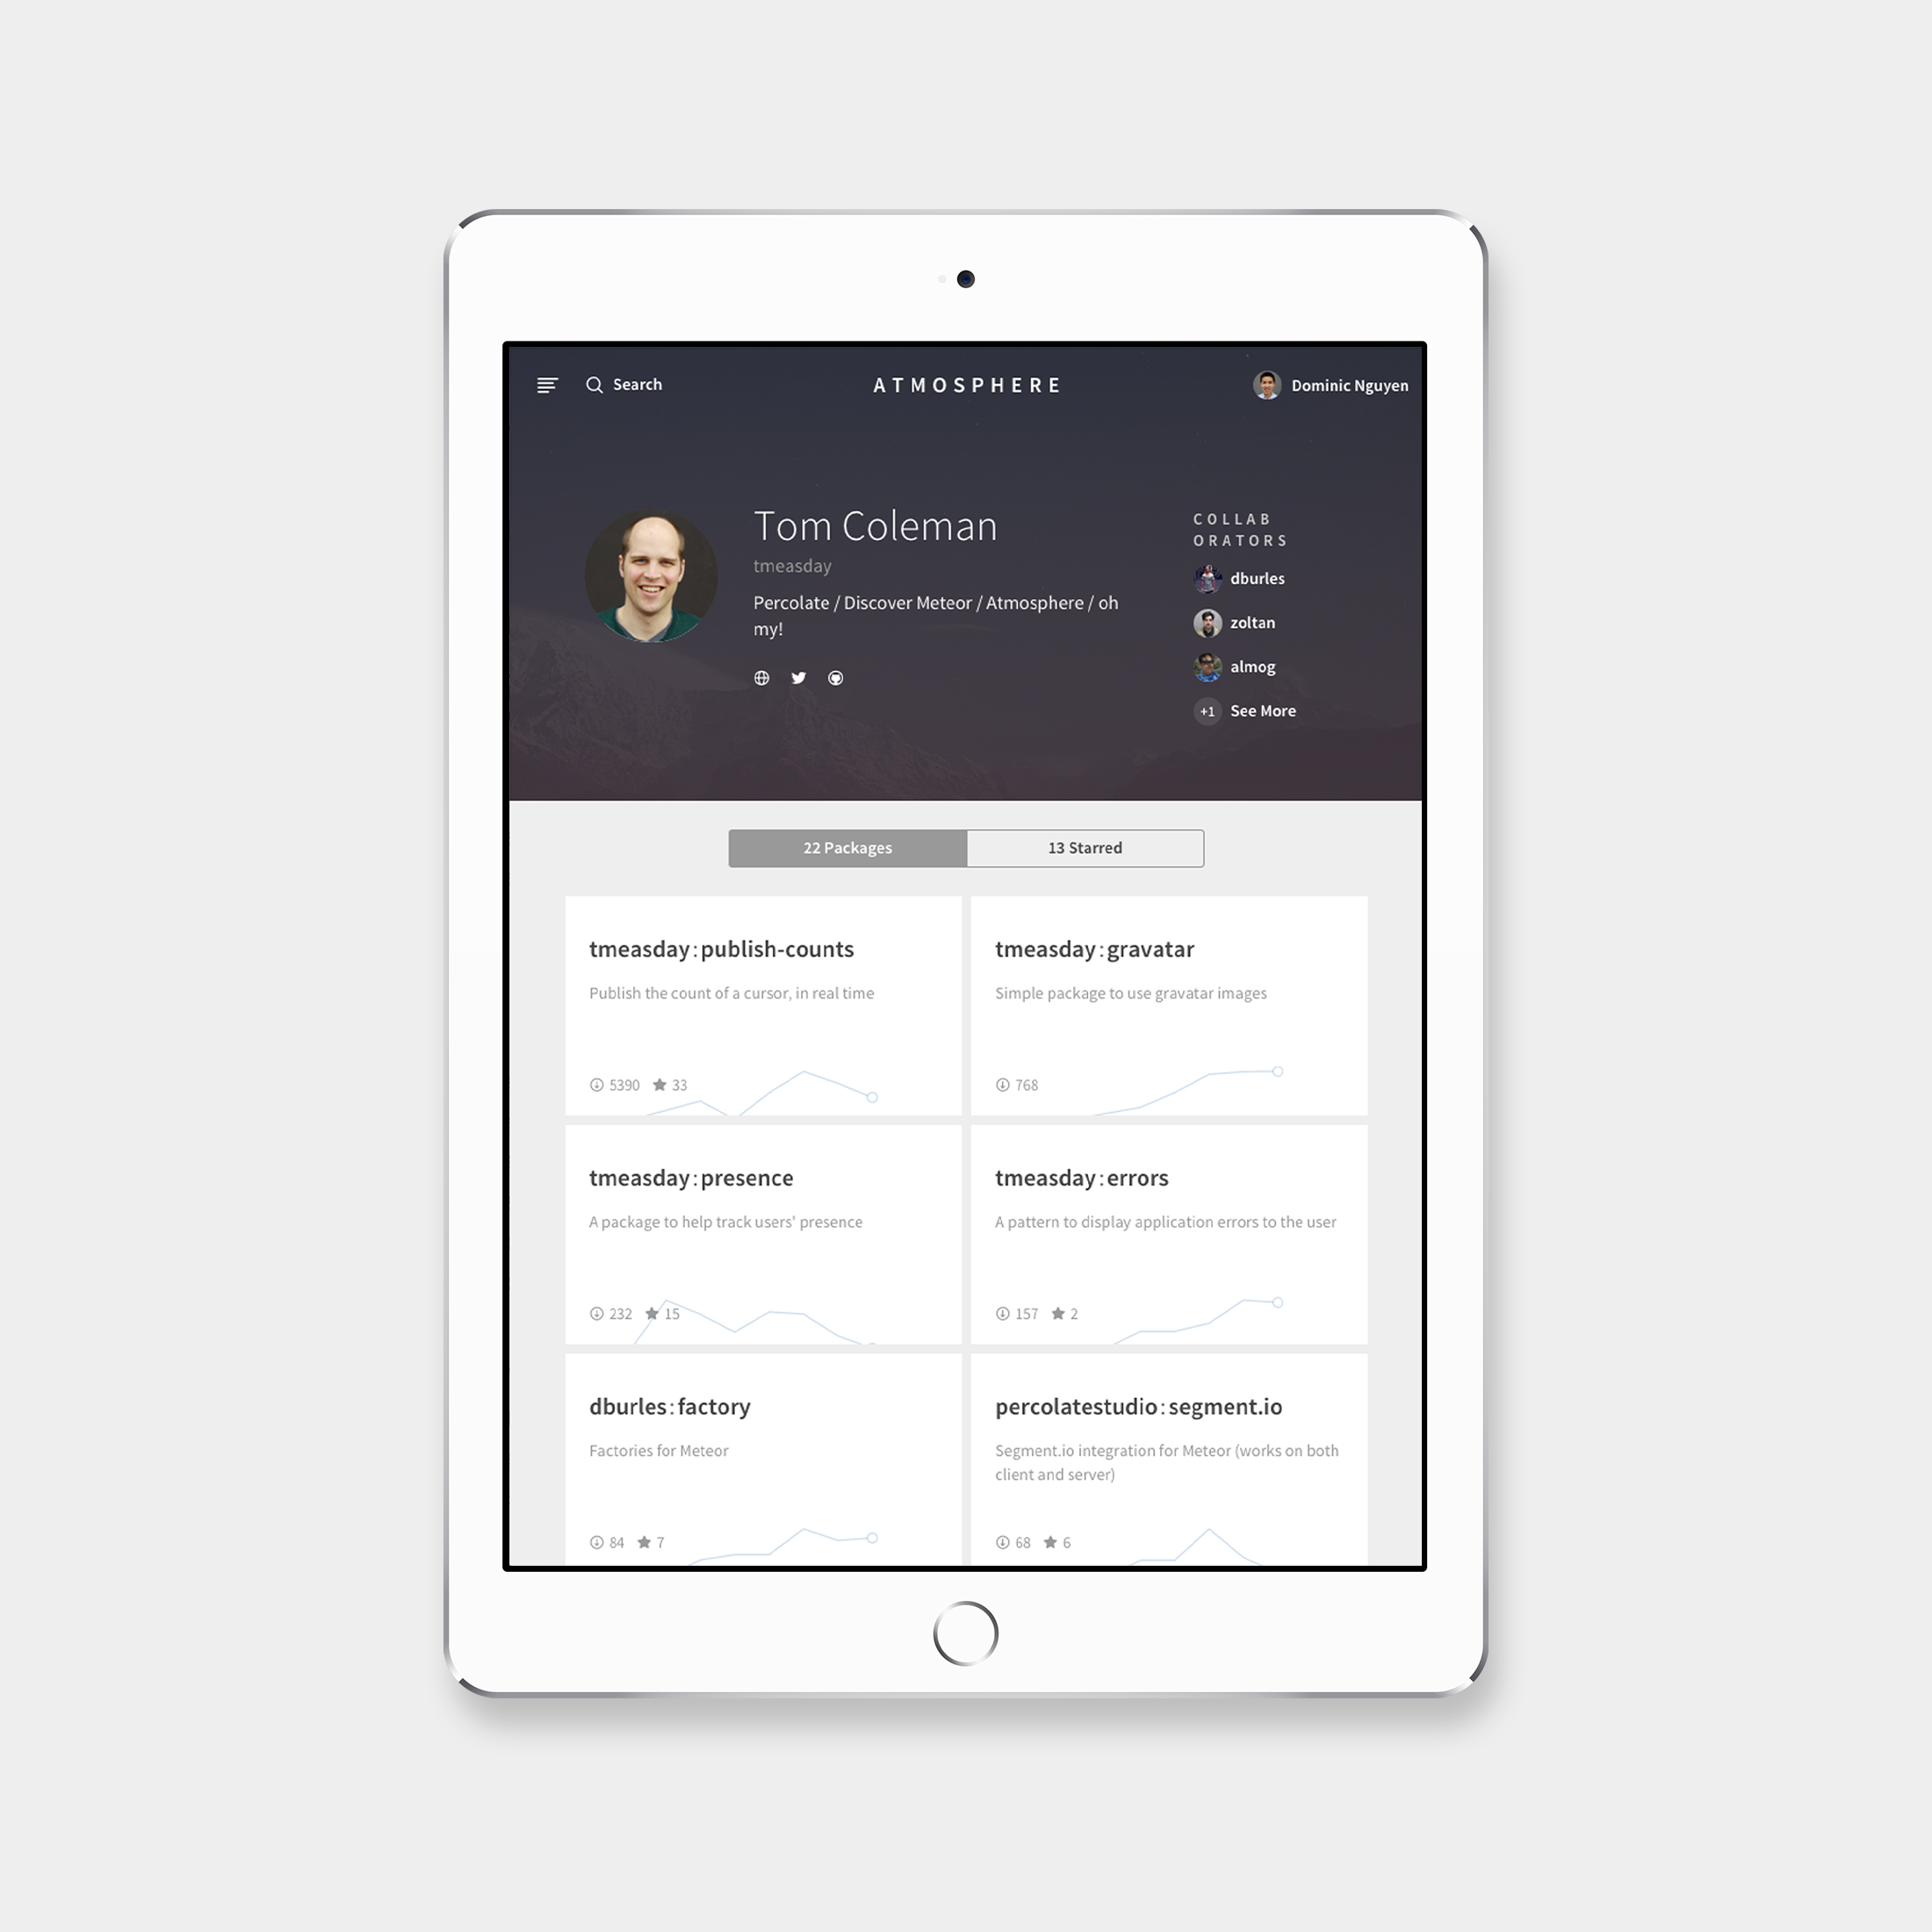 Search
ATMOSPHERE
Dominic Nguyen
Tom Coleman
tmeasday
Percolate / Discover Meteor / Atmosphere / oh
my!
COLLAB
ORATORS
dburles
zoltan
almog
+1 See More
22 Packages
13 Starred
tmeasday:publish-counts
Publish the count of a cursor, in real time
5390 33
tmeasday:gravatar
Simple package to use gravatar images
768
tmeasday:presence
A package to help track users' presence
232 15
tmeasday:errors
A pattern to display application errors to the user
157 2
dburles:factory
Factories for Meteor
84 7
percolatestudio:segment.io
Segment.io integration for Meteor (works on both
client and server)
68 6